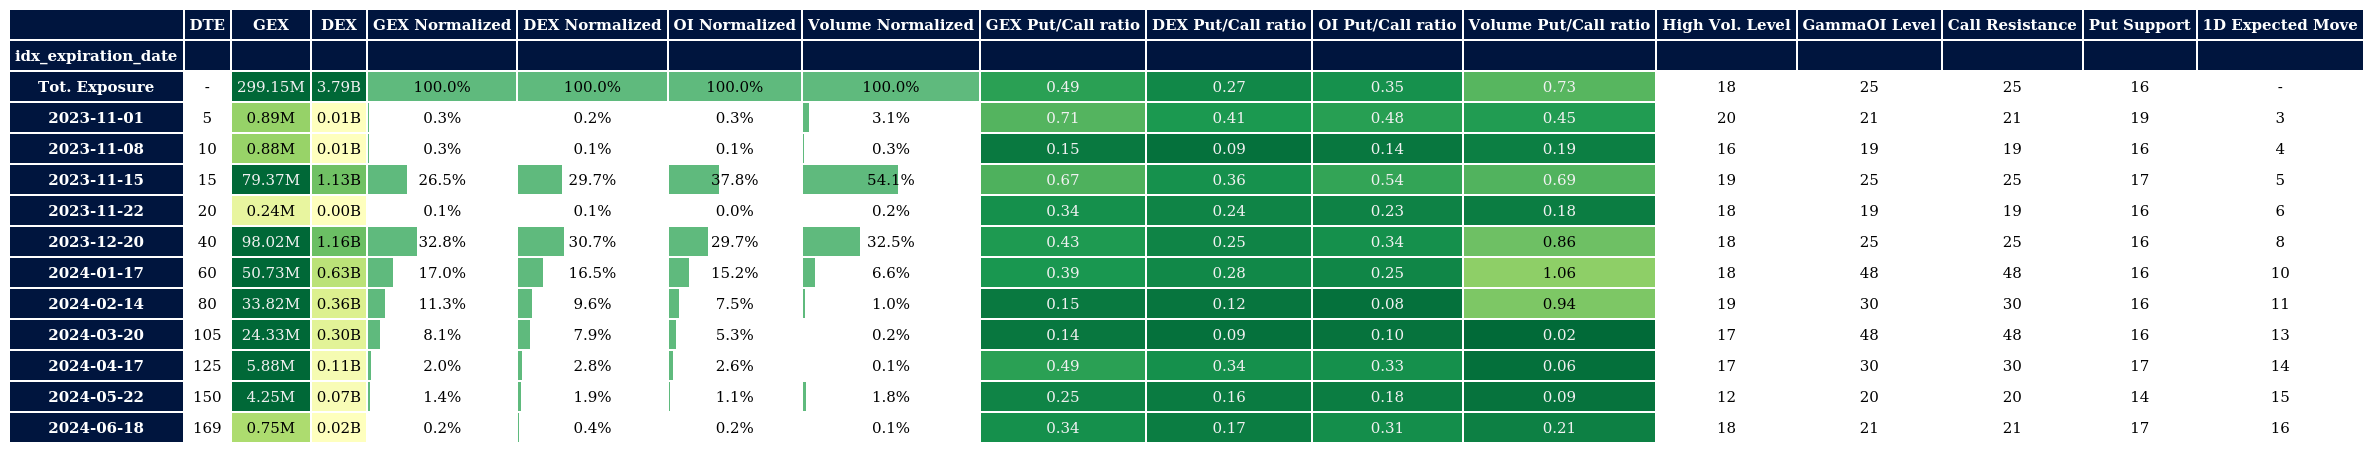 DTE GEX DEX GEX Normalized DEX Normalized OI Normalized Volume Normalized GEX Put/Call ratio DEX Put/Call ratio OI Put/Call ratio Volume Put/Call ratio High Vol. Level GammaOI Level Call Resistance Put Support 1D Expected Move
idx_expiration_date
Tot. Exposure - 299.15M 3.79B 100.0% 100.0% 100.0% 100.0% 0.49 0.27 0.35 0.73 18 25 25 16 -
2023-11-01 5 0.89M 0.01B 0.3% 0.2% 0.3% 3.1% 0.71 0.41 0.48 0.45 20 21 21 19 3
2023-11-08 10 0.88M 0.01B 0.3% 0.1% 0.1% 0.3% 0.15 0.09 0.14 0.19 16 19 19 16 4
2023-11-15 15 79.37M 1.13B 26.5% 29.7% 37.8% 54.1% 0.67 0.36 0.54 0.69 19 25 25 17 5
2023-11-22 20 0.24M 0.00B 0.1% 0.1% 0.0% 0.2% 0.34 0.24 0.23 0.18 18 19 19 16 6
2023-12-20 40 98.02M 1.16B 32.8% 30.7% 29.7% 32.5% 0.43 0.25 0.34 0.86 18 25 25 16 8
2024-01-17 60 50.73M 0.63B 17.0% 16.5% 15.2% 6.6% 0.39 0.28 0.25 1.06 18 48 48 16 10
2024-02-14 80 33.82M 0.36B 11.3% 9.6% 7.5% 1.0% 0.15 0.12 0.08 0.94 19 30 30 16 11
2024-03-20 105 24.33M 0.30B 8.1% 7.9% 5.3% 0.2% 0.14 0.09 0.10 0.02 17 48 48 16 13
2024-04-17 125 5.88M 0.11B 2.0% 2.8% 2.6% 0.1% 0.49 0.34 0.33 0.06 17 30 30 17 14
2024-05-22 150 4.25M 0.07B 1.4% 1.9% 1.1% 1.8% 0.25 0.16 0.18 0.09 12 20 20 14 15
2024-06-18 169 0.75M 0.02B 0.2% 0.4% 0.2% 0.1% 0.34 0.17 0.31 0.21 18 21 21 17 16